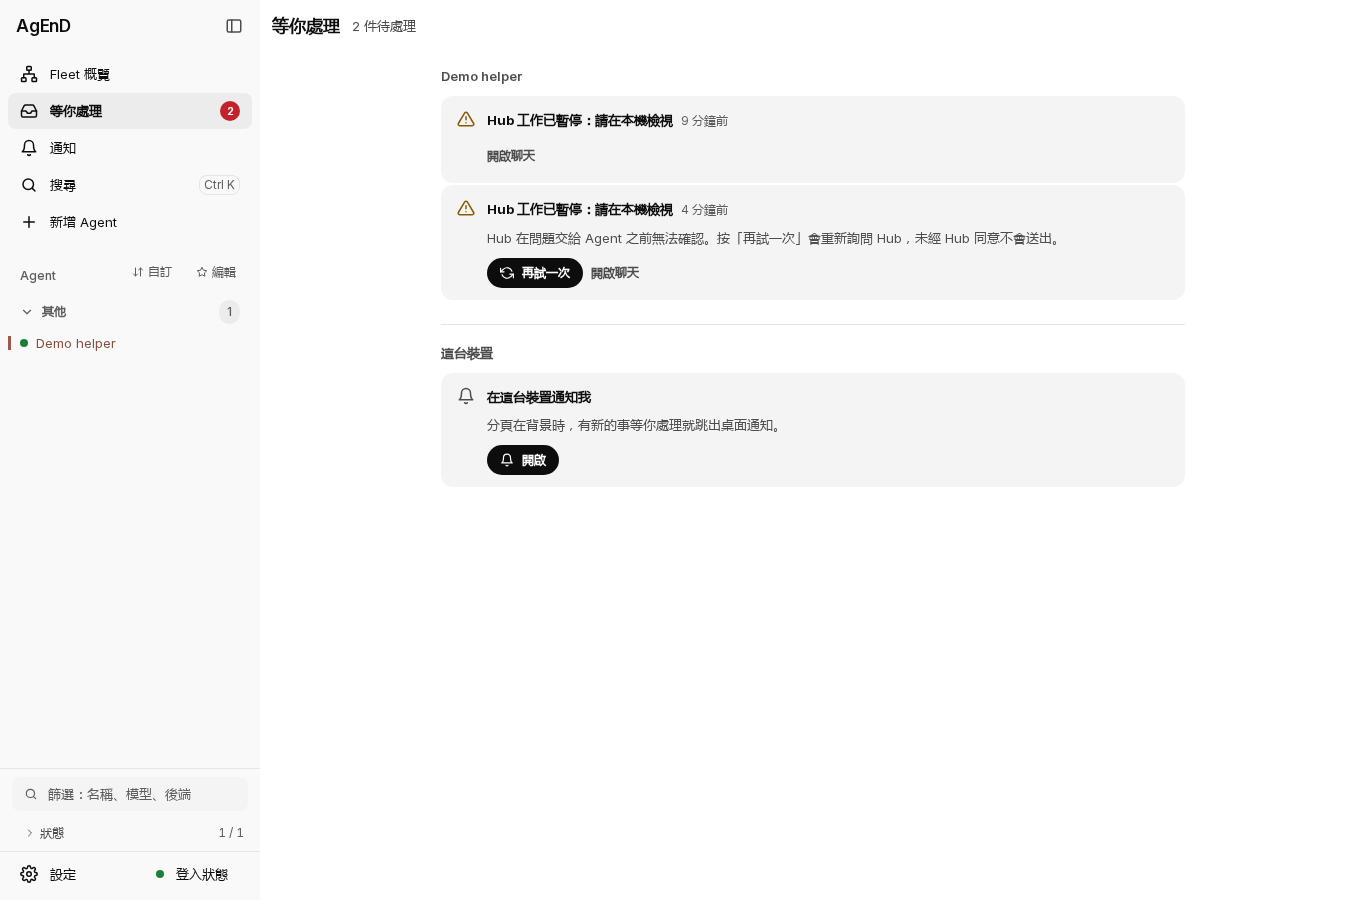 AgEnD
Fleet 概覽
等你處理
2
通知
搜尋
Ctrl K
新增 Agent
Agent
自訂
編輯
其他
1
Demo helper
篩選：名稱、模型、後端
狀態
1 / 1
設定
登入狀態
等你處理
2 件待處理
Demo helper
Hub 工作已暫停：請在本機檢視 9 分鐘前
開啟聊天
Hub 工作已暫停：請在本機檢視 4 分鐘前
Hub 在問題交給 Agent 之前無法確認。按「再試一次」會重新詢問 Hub，未經 Hub 同意不會送出。
再試一次
開啟聊天
這台裝置
在這台裝置通知我
分頁在背景時，有新的事等你處理就跳出桌面通知。
開啟